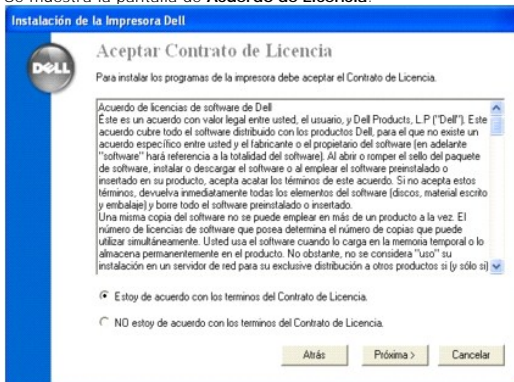 Se muestra la pantalla de Acuerdo de Licencia.
Instalación de la Impresora Dell
DELL
Aceptar Contrato de Licencia
Para instalar los programas de la impresora debe aceptar el Contrato de Licencia.
Acuerdo de licencias de software de Dell
Éste es un acuerdo con valor legal entre usted, el usuario, y Dell Products, L.P ("Dell"). Este
acuerdo cubre todo el software distribuido con los productos Dell, para el que no existe un
acuerdo específico entre usted y el fabricante o el propietario del software (en adelante
"software" hará referencia a la totalidad del software). Al abrir o romper el sello del paquete
de software, instalar o descargar el software o al emplear el software preinstalado o
insertado en su producto, acepta acatar los términos de este acuerdo. Si no acepta estos
términos, devuelva inmediatamente todas los elementos del software (discos, material escrito
y embalaje) y borre todo el software preinstalado o insertado.
Una misma copia del software no se puede emplear en más de un producto a la vez. El
número de licencias de software que posea determina el número de copias que puede
utilizar simultáneamente. Usted usa el software cuando lo carga en la memoria temporal o lo
almacena permanentemente en el producto. No obstante, no se considera "uso" su
instalación en un servidor de red para su exclusive distribución a otros productos si (y sólo si)
Estoy de acuerdo con los terminos del Contrato de Licencia.
NO estoy de acuerdo con los terminos del Contrato de Licencia.
Atrás
Próxima >
Cancelar